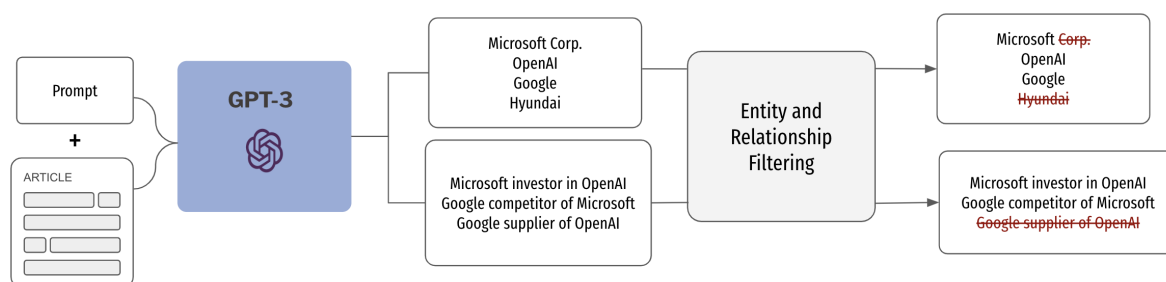 Prompt
+
ARTICLE
GPT-3
Microsoft Corp.
OpenAI
Google
Hyundai
Microsoft investor in OpenAI
Google competitor of Microsoft
Google supplier of OpenAI
Entity and
Relationship
Filtering
Microsoft Corp.
OpenAI
Google
Hyundai
Microsoft investor in OpenAI
Google competitor of Microsoft
Google supplier of OpenAI